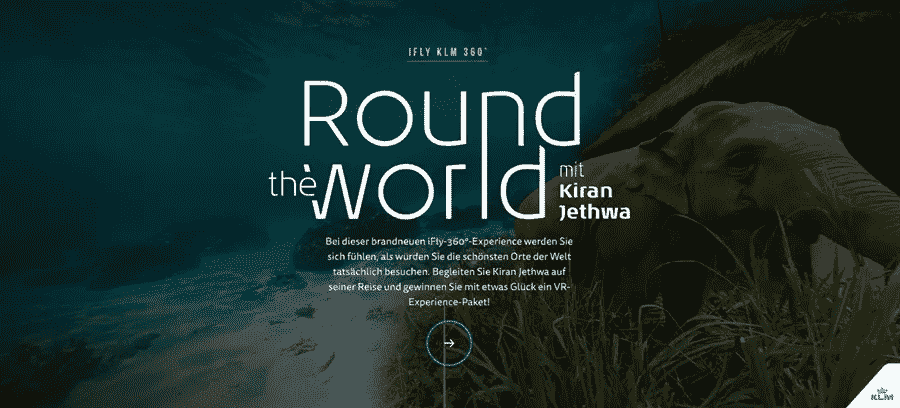 IFLY KLM 360°
Round
the world
mit
Kiran
Jethwa
Bei dieser brandneuen iFly-360°-Experience werden Sie
sich fühlen, als würden Sie die schönsten Orte der Welt
tatsächlich besuchen. Begleiten Sie Kiran Jethwa auf
seiner Reise und gewinnen Sie mit etwas Glück ein VR-
Experience-Paket!
KLM